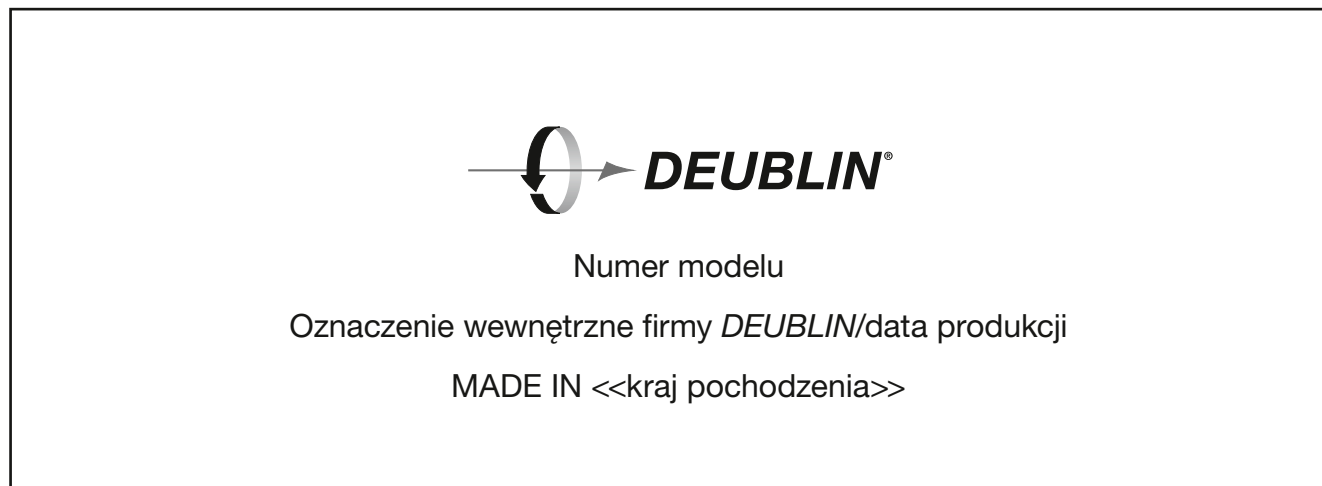 DEUBLIN®
Numer modelu
Oznaczenie wewnętrzne firmy DEUBLIN/data produkcji
MADE IN <<kraj pochodzenia>>